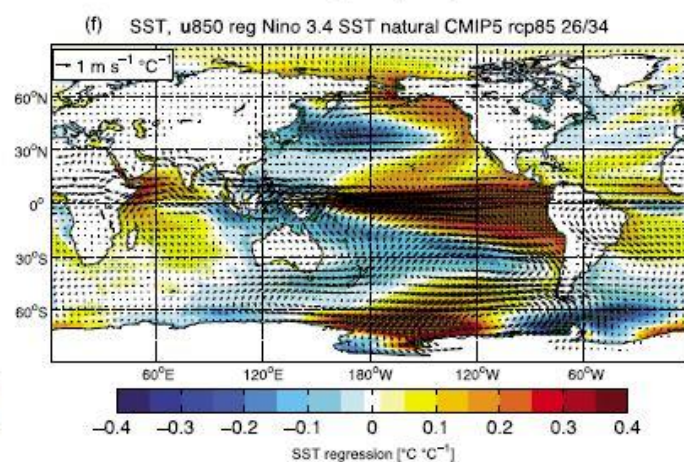 (f) SST, u850 reg Nino 3.4 SST natural CMIP5 rcp85 26/34
1 m s⁻¹ °C⁻¹
60°N
30°N
0°
30°S
60°S
60°E 120°E 180°W 120°W 60°W
−0.4 −0.3 −0.2 −0.1 0 0.1 0.2 0.3 0.4
SST regression [°C °C⁻¹]